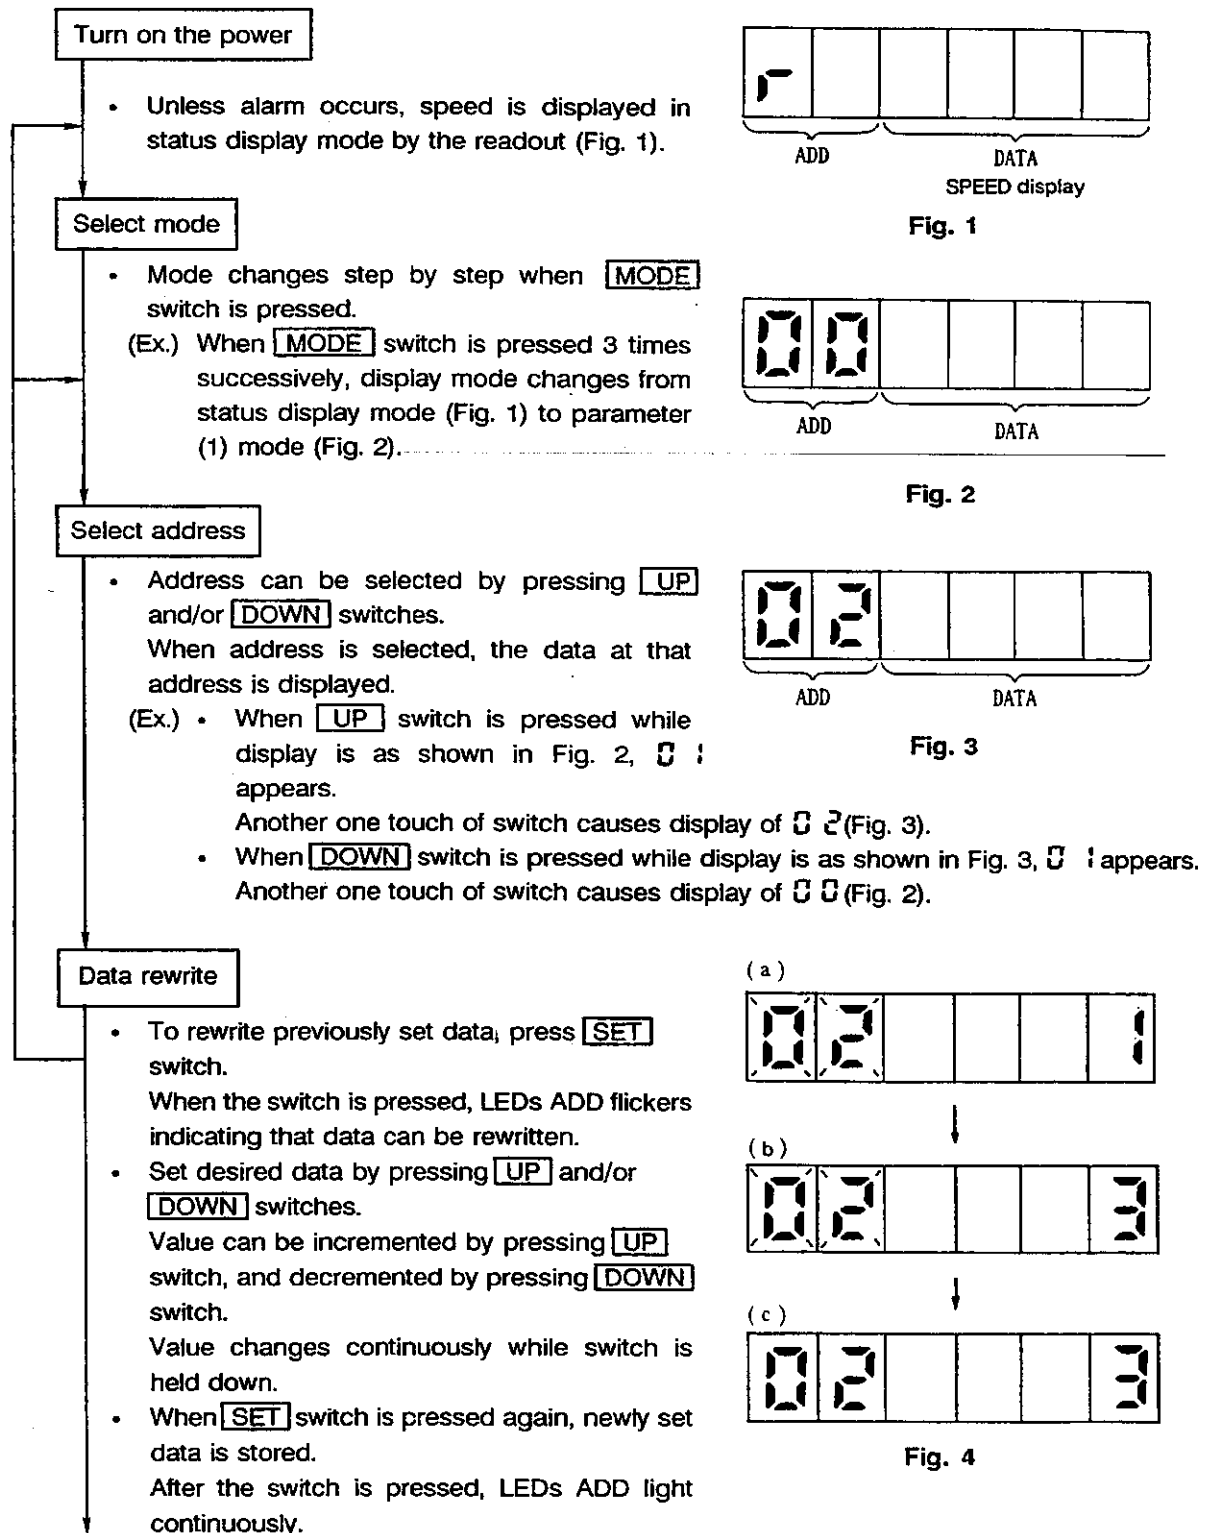 Turn on the power
• Unless alarm occurs, speed is displayed in
status display mode by the readout (Fig. 1).
r
ADD DATA
SPEED display
Fig. 1
Select mode
• Mode changes step by step when MODE
switch is pressed.
(Ex.) When MODE switch is pressed 3 times
successively, display mode changes from
status display mode (Fig. 1) to parameter
(1) mode (Fig. 2).
00
ADD DATA
Fig. 2
Select address
• Address can be selected by pressing UP
and/or DOWN switches.
When address is selected, the data at that
address is displayed.
(Ex.) • When UP switch is pressed while
display is as shown in Fig. 2, 0 1
appears.
Another one touch of switch causes display of 0 2 (Fig. 3).
• When DOWN switch is pressed while display is as shown in Fig. 3, 0 1 appears.
Another one touch of switch causes display of 0 0 (Fig. 2).
02
ADD DATA
Fig. 3
Data rewrite
• To rewrite previously set data, press SET
switch.
When the switch is pressed, LEDs ADD flickers
indicating that data can be rewritten.
• Set desired data by pressing UP and/or
DOWN switches.
Value can be incremented by pressing UP
switch, and decremented by pressing DOWN
switch.
Value changes continuously while switch is
held down.
• When SET switch is pressed again, newly set
data is stored.
After the switch is pressed, LEDs ADD light
continuously.
(a)
02 1
(b)
02 3
(c)
02 3
Fig. 4